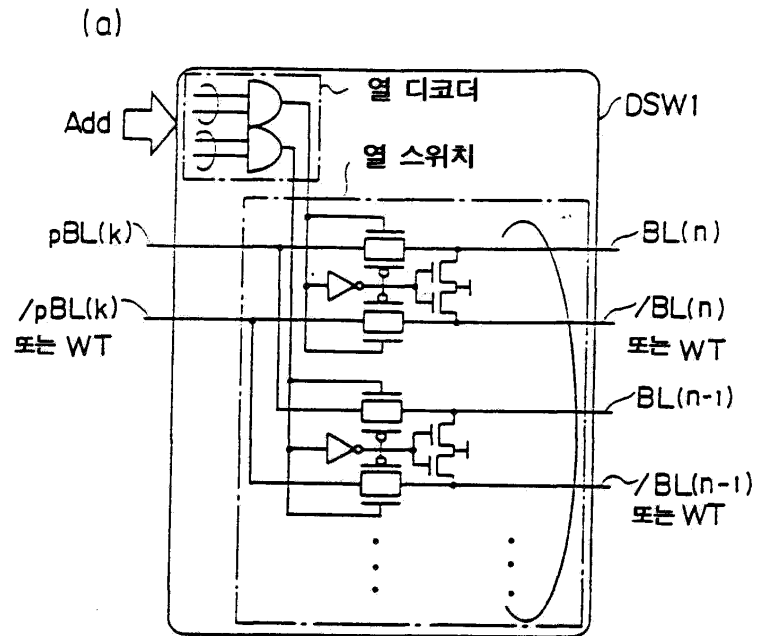 (a)
열 디코더
DSW1
Add
열 스위치
pBL(k)
BL(n)
/pBL(k)
또는 WT
/BL(n)
또는 WT
BL(n-1)
/BL(n-1)
또는 WT